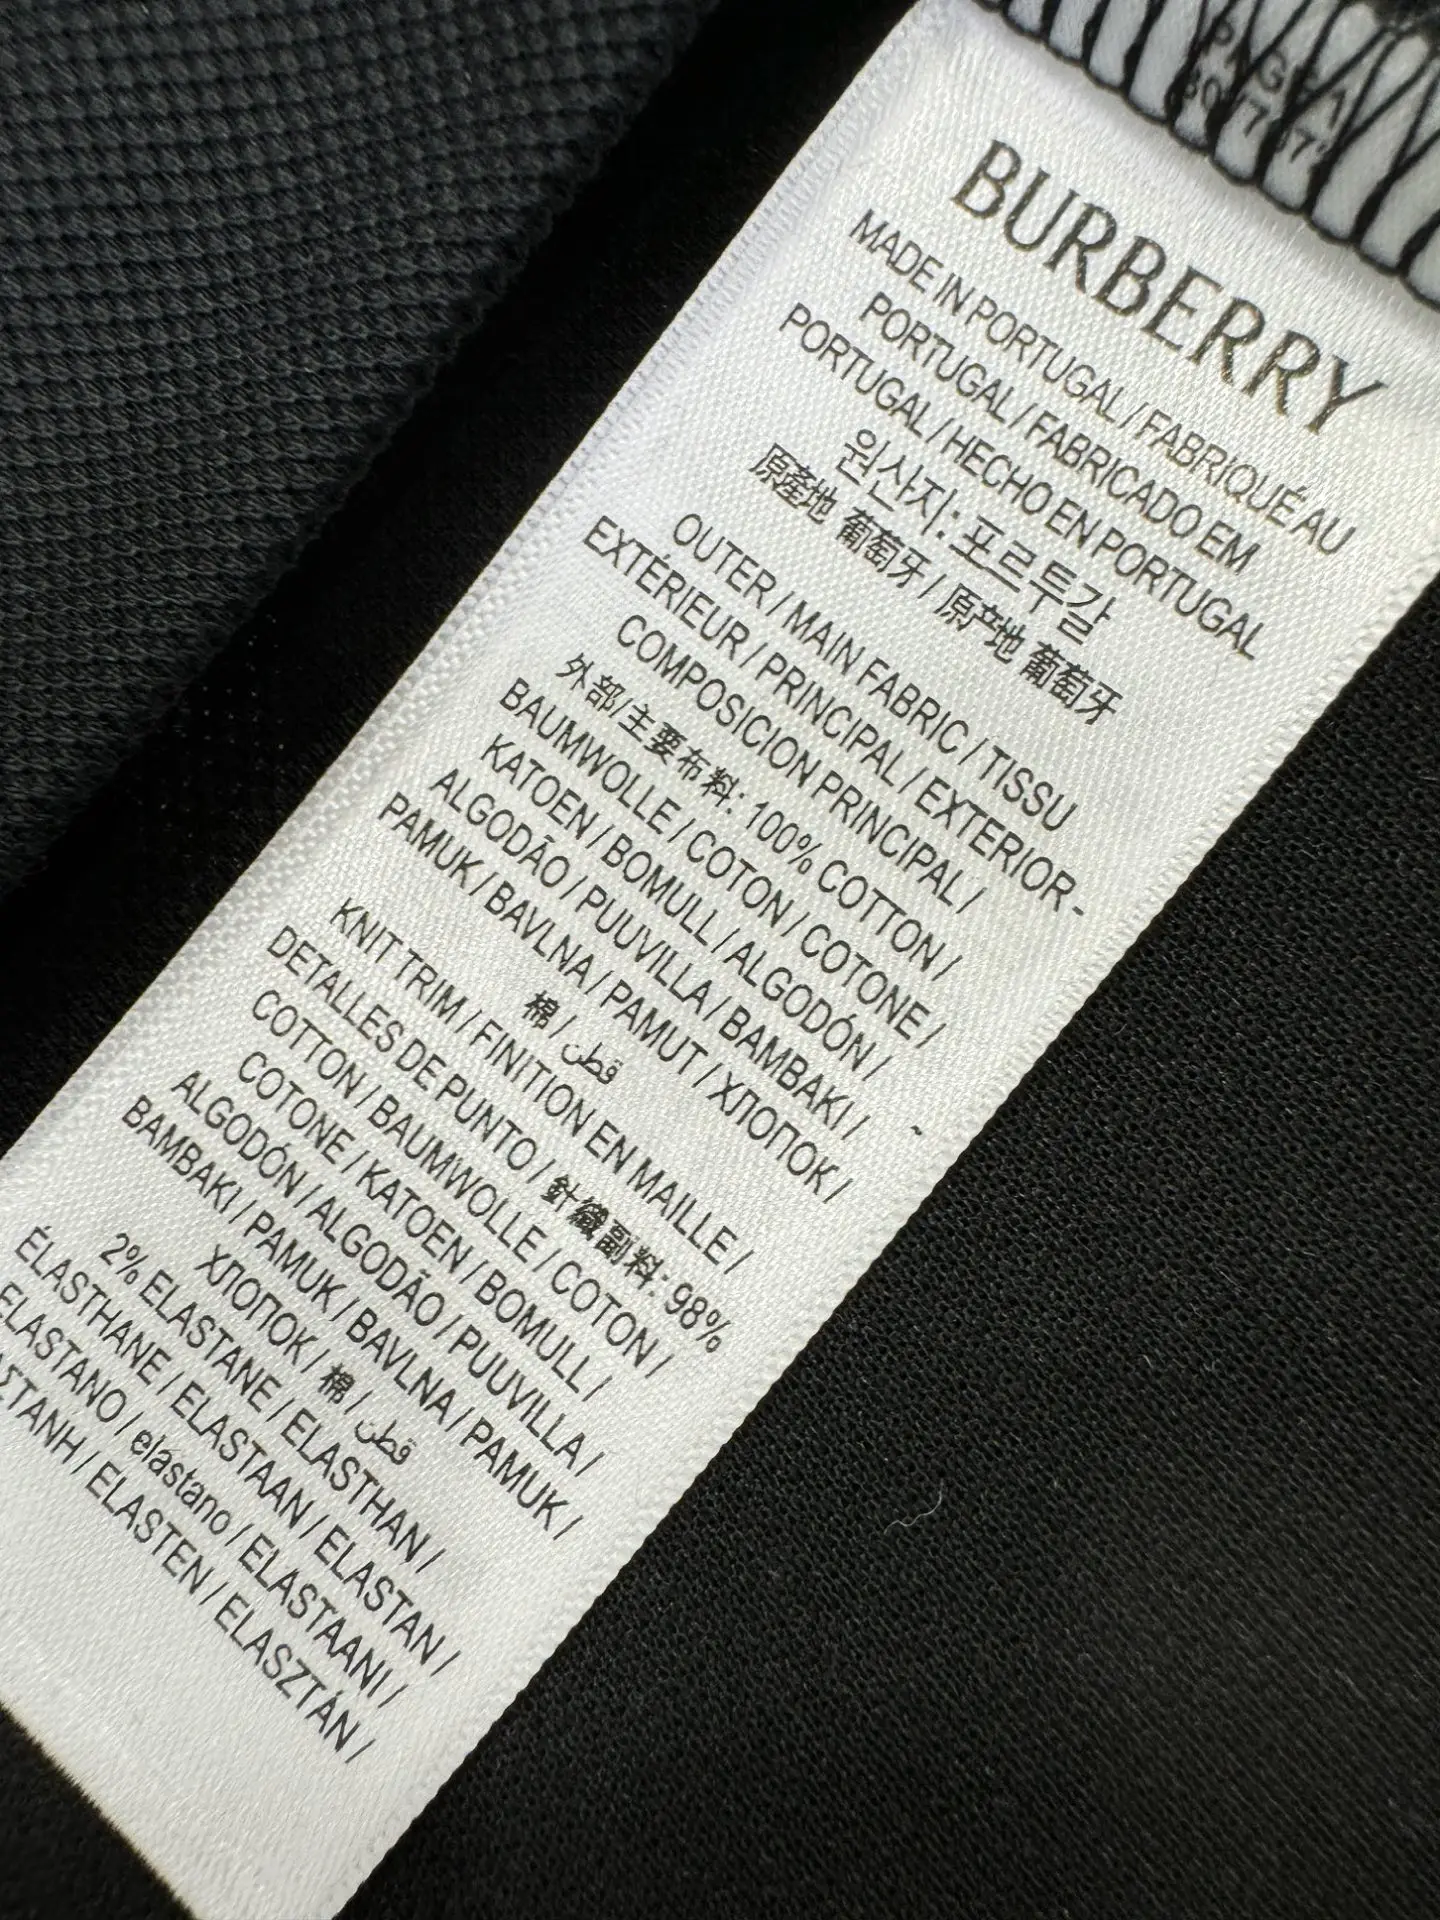 PAGE 1
BURBERRY
MADE IN PORTUGAL / FABRIQUÉ AU
PORTUGAL / FABRICADO EM
PORTUGAL / HECHO EN PORTUGAL
원산지: 포르투갈
原產地 葡萄牙 / 原产地 葡萄牙
OUTER / MAIN FABRIC / TISSU
EXTÉRIEUR / PRINCIPAL / EXTERIOR -
COMPOSICION PRINCIPAL /
外部/主要布料: 100% COTTON /
BAUMWOLLE / COTON / COTONE /
KATOEN / BOMULL / ALGODÓN /
ALGODÃO / PUUVILLA / BAMBAKI /
PAMUK / BAVLNA / PAMUT / ХЛОПОК /
棉 / قطن
KNIT TRIM / FINITION EN MAILLE /
DETALLES DE PUNTO / 針織副料: 98%
COTTON / BAUMWOLLE / COTON /
COTONE / KATOEN / BOMULL /
ALGODÓN / ALGODÃO / PUUVILLA /
BAMBAKI / PAMUK / BAVLNA / PAMUK /
ХЛОПОК / 棉 / قطن
2% ELASTANE / ELASTHAN /
ÉLASTHANE / ELASTAAN / ELASTAN /
ELASTANO / elastano / ELASTAANI /
ΣΤΑΝΗ / ELASTEN / ELASZTÁN /